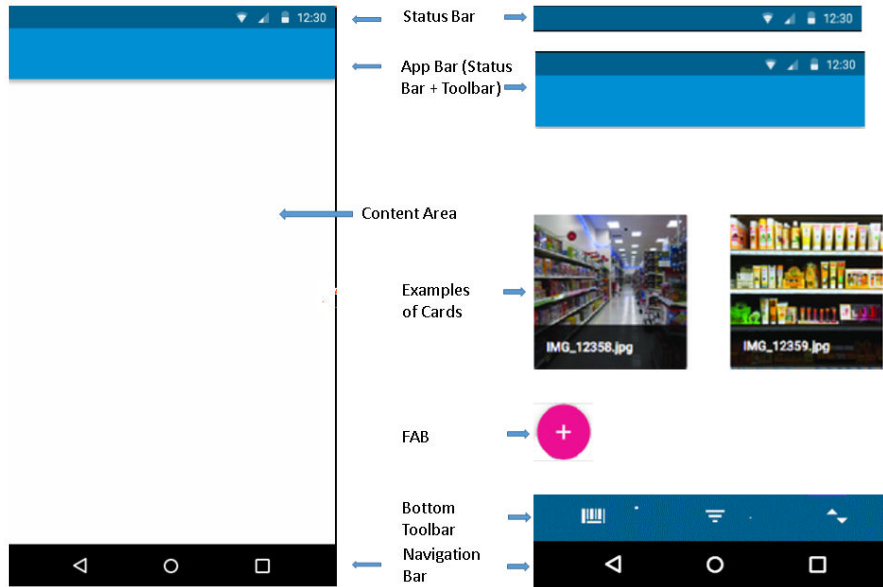 12:30
Status Bar
12:30
App Bar (Status
Bar + Toolbar)
12:30
Content Area
Examples
of Cards
IMG_12358.jpg
IMG_12359.jpg
FAB
Bottom
Toolbar
Navigation
Bar